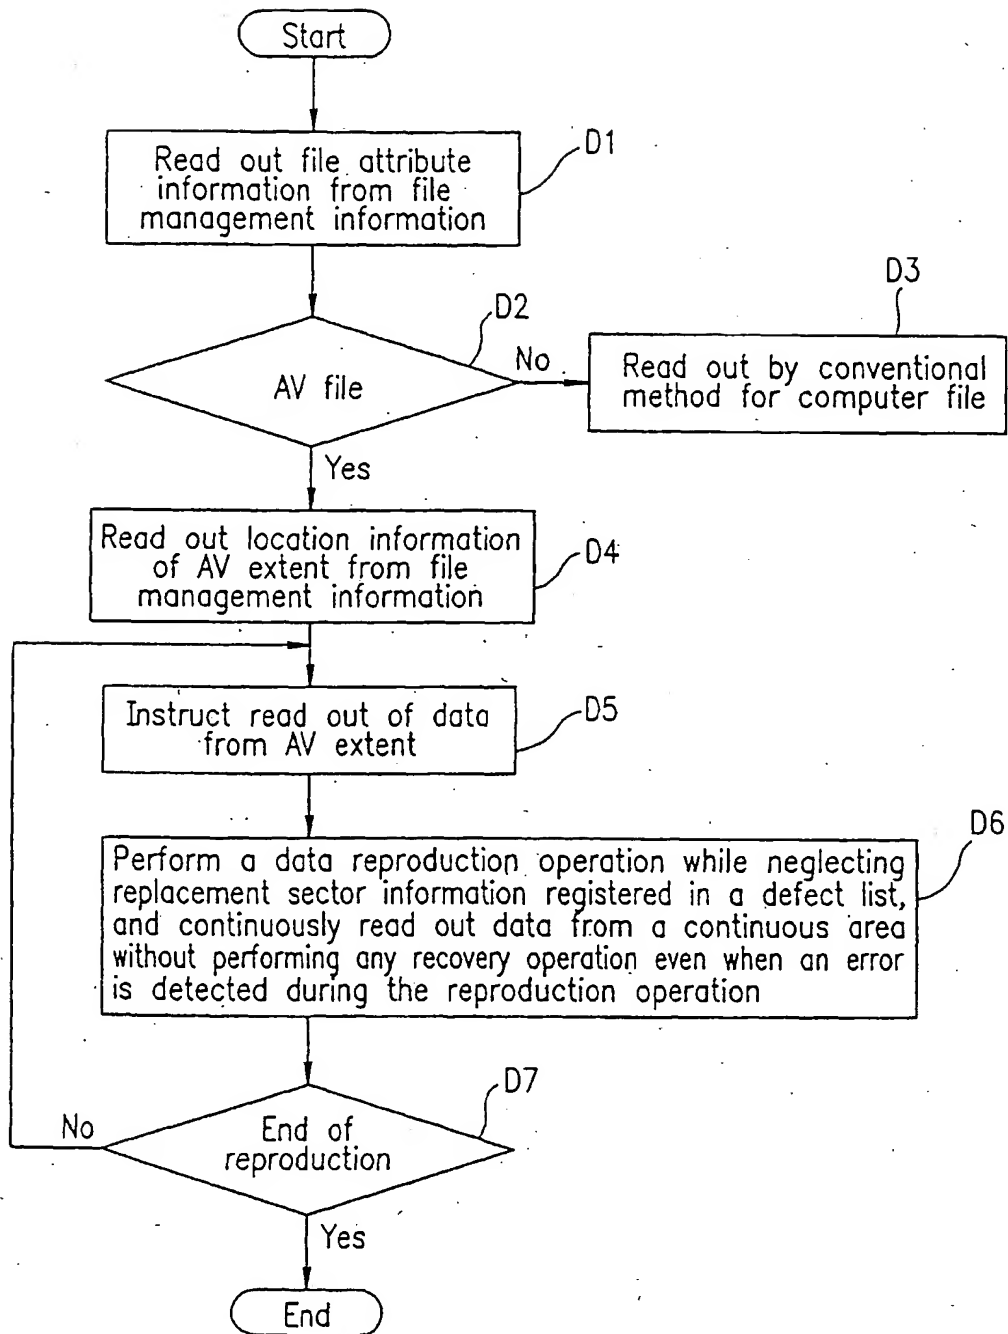 Start
Read out file attribute
information from file
management information
D1
AV file
D2
No
Read out by conventional
method for computer file
D3
Yes
Read out location information
of AV extent from file
management information
D4
Instruct read out of data
from AV extent
D5
Perform a data reproduction operation while neglecting
replacement sector information registered in a defect list,
and continuously read out data from a continuous area
without performing any recovery operation even when an error
is detected during the reproduction operation
D6
End of
reproduction
D7
No
Yes
End